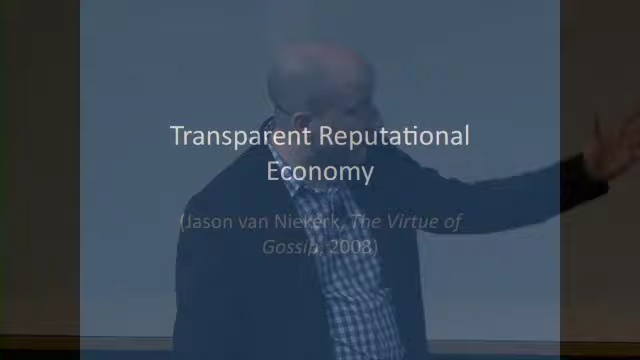 Transparent Reputational
Economy
(Jason van Niekerk, The Virtue of
Gossip, 2008)